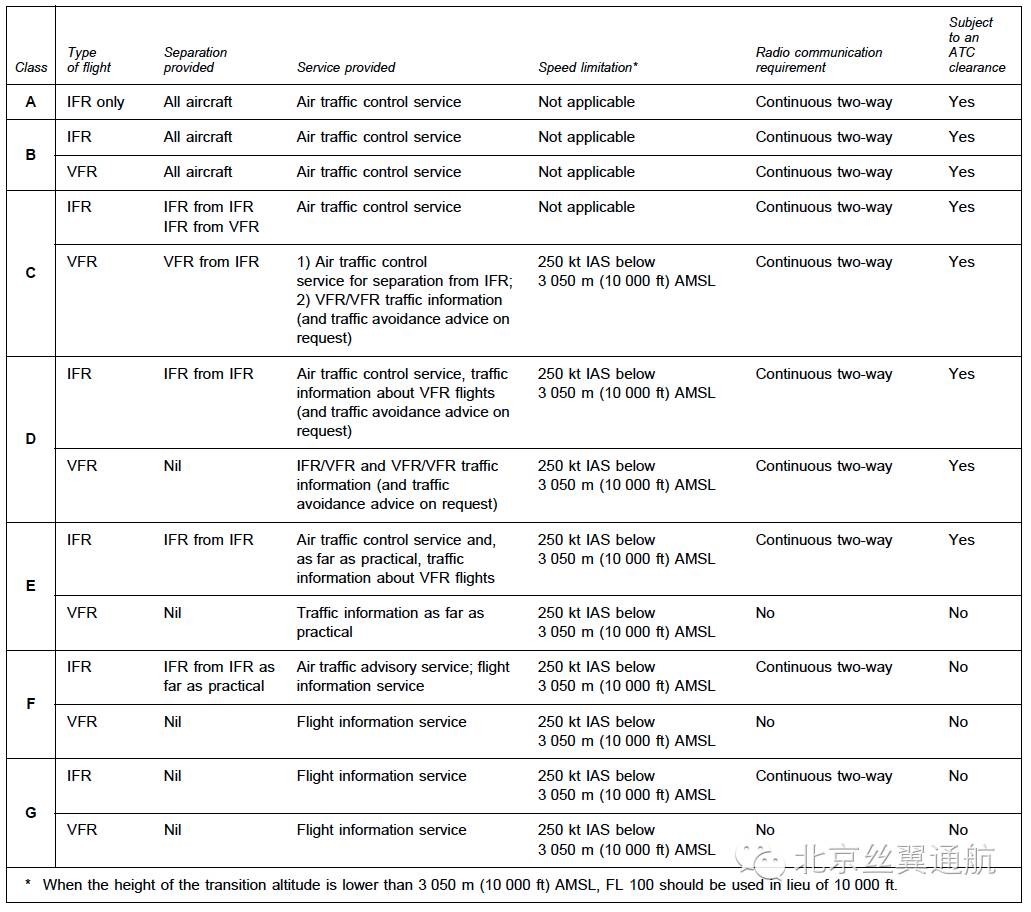 Class Type of flight Separation provided Service provided Speed limitation* Radio communication requirement Subject to an ATC clearance
A IFR only All aircraft Air traffic control service Not applicable Continuous two-way Yes
B IFR All aircraft Air traffic control service Not applicable Continuous two-way Yes
VFR All aircraft Air traffic control service Not applicable Continuous two-way Yes
C IFR IFR from IFR IFR from VFR Air traffic control service Not applicable Continuous two-way Yes
VFR VFR from IFR 1) Air traffic control service for separation from IFR; 2) VFR/VFR traffic information (and traffic avoidance advice on request) 250 kt IAS below 3 050 m (10 000 ft) AMSL Continuous two-way Yes
D IFR IFR from IFR Air traffic control service, traffic information about VFR flights (and traffic avoidance advice on request) 250 kt IAS below 3 050 m (10 000 ft) AMSL Continuous two-way Yes
VFR Nil IFR/VFR and VFR/VFR traffic information (and traffic avoidance advice on request) 250 kt IAS below 3 050 m (10 000 ft) AMSL Continuous two-way Yes
E IFR IFR from IFR Air traffic control service and, as far as practical, traffic information about VFR flights 250 kt IAS below 3 050 m (10 000 ft) AMSL Continuous two-way Yes
VFR Nil Traffic information as far as practical 250 kt IAS below 3 050 m (10 000 ft) AMSL No No
F IFR IFR from IFR as far as practical Air traffic advisory service; flight information service 250 kt IAS below 3 050 m (10 000 ft) AMSL Continuous two-way No
VFR Nil Flight information service 250 kt IAS below 3 050 m (10 000 ft) AMSL No No
G IFR Nil Flight information service 250 kt IAS below 3 050 m (10 000 ft) AMSL Continuous two-way No
VFR Nil Flight information service 250 kt IAS below 3 050 m (10 000 ft) AMSL No No
北京丝翼通航
* When the height of the transition altitude is lower than 3 050 m (10 000 ft) AMSL, FL 100 should be used in lieu of 10 000 ft.